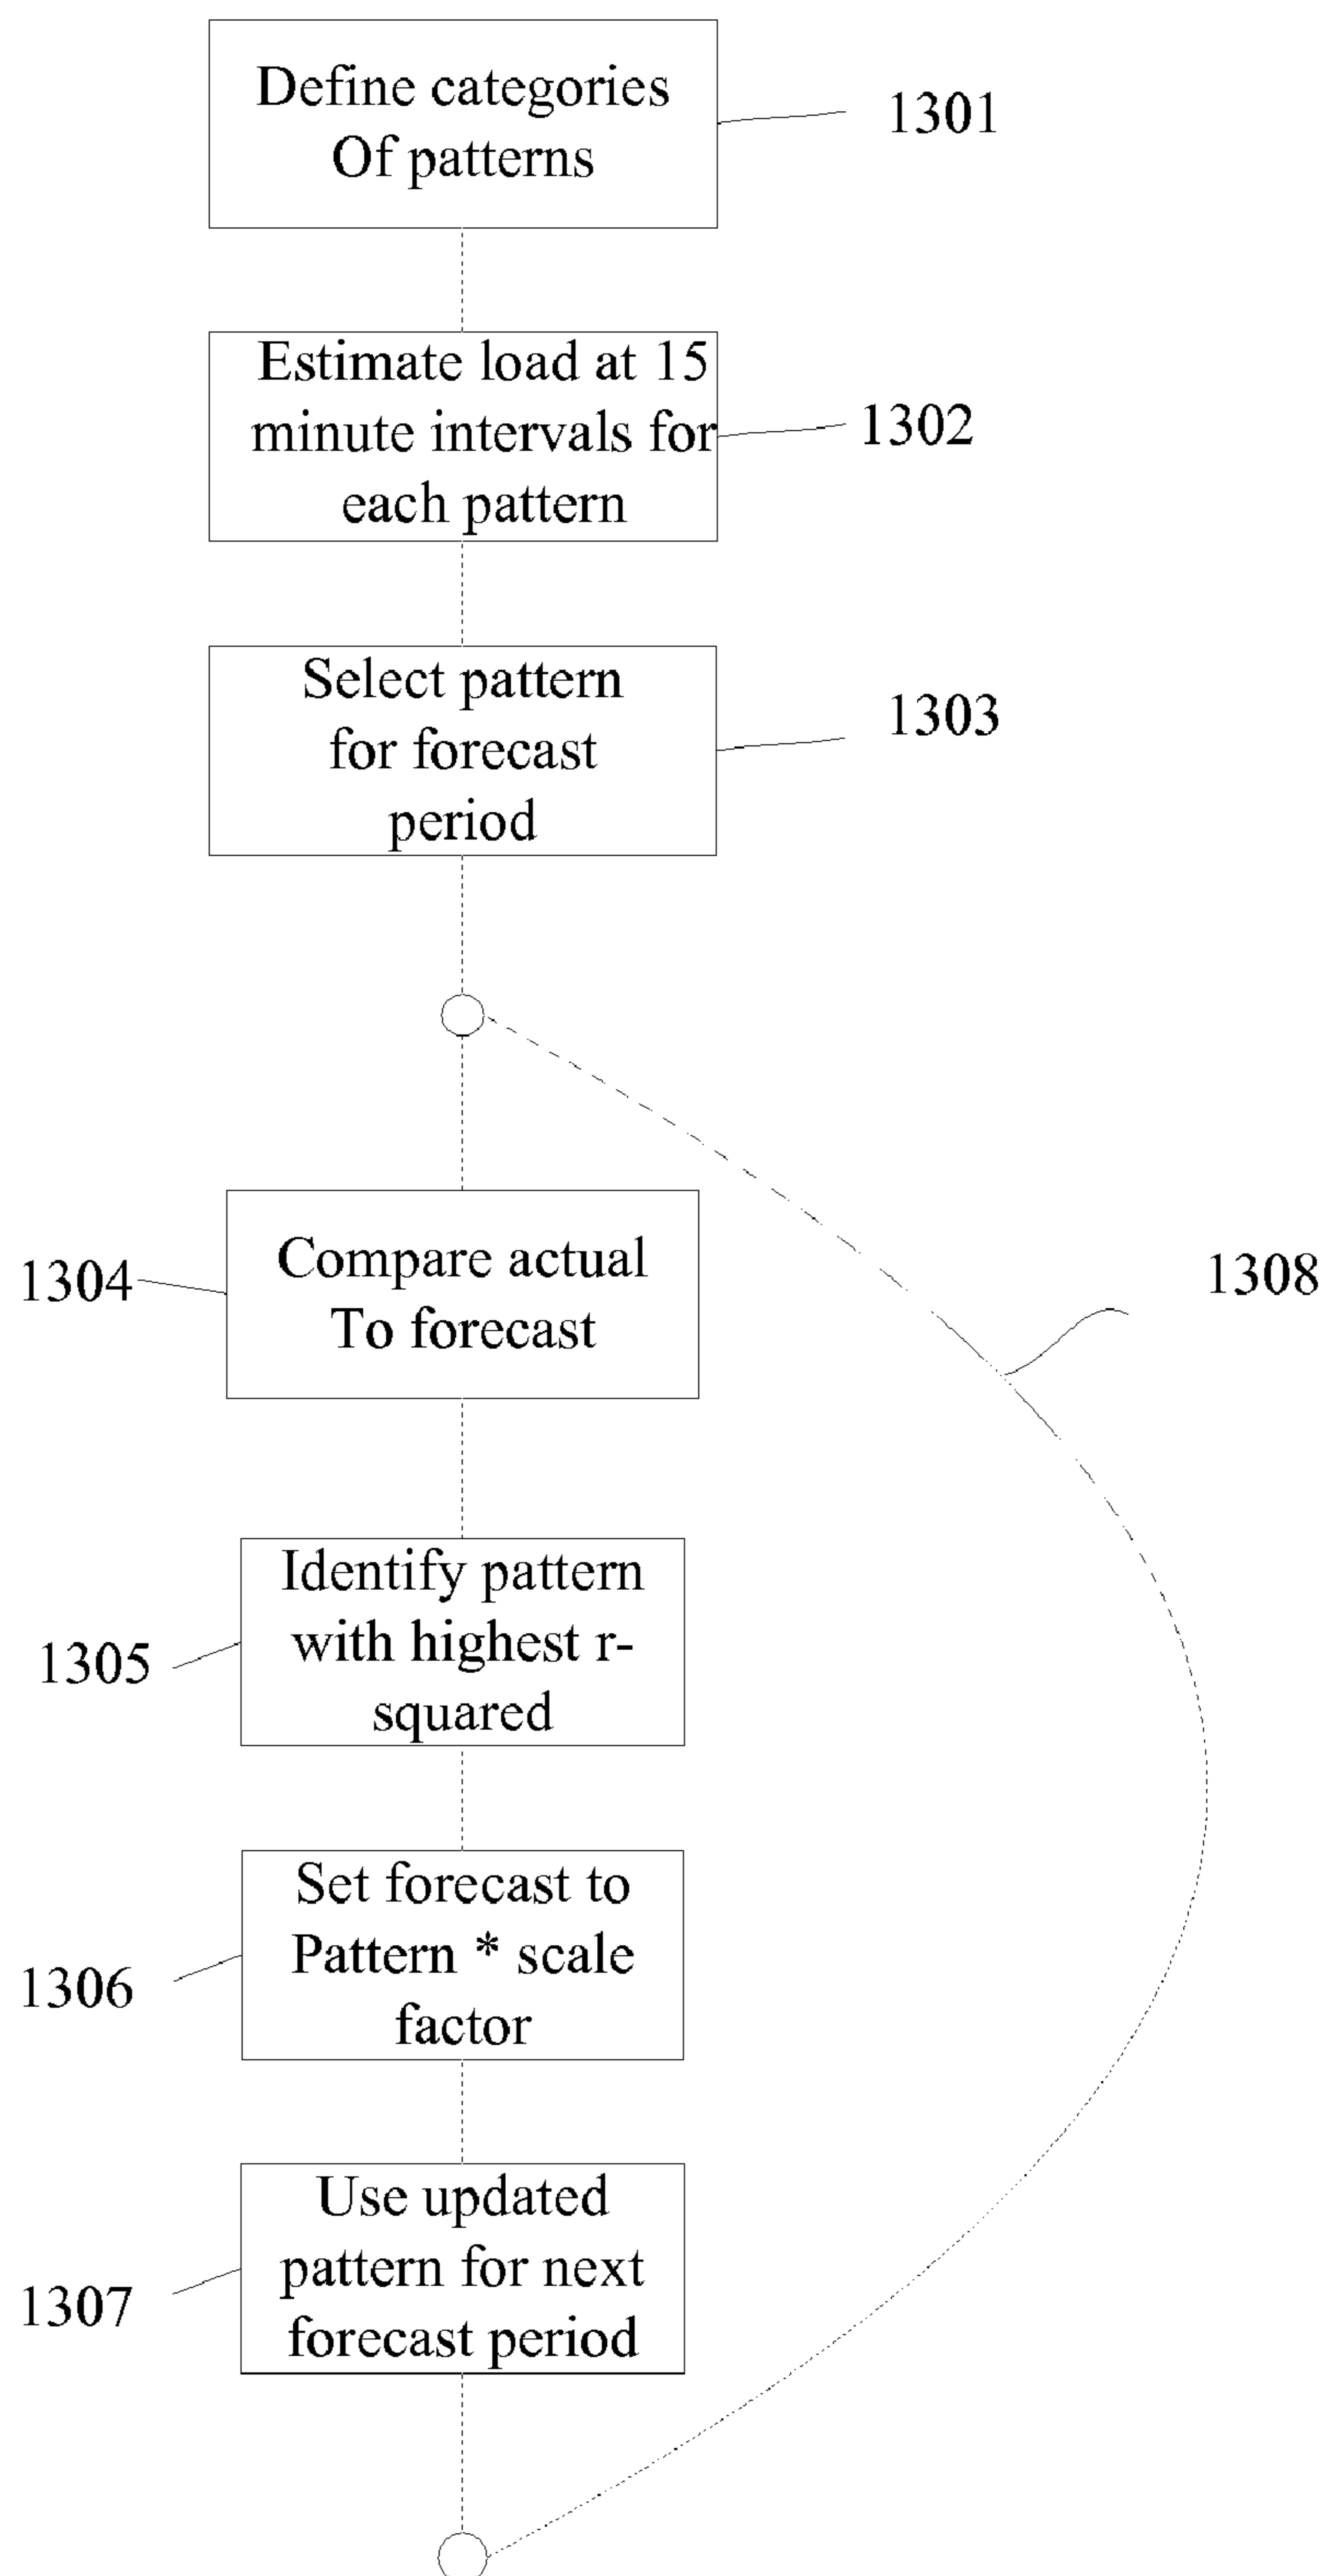 Define categories
Of patterns
1301
Estimate load at 15
minute intervals for
each pattern
1302
Select pattern
for forecast
period
1303
Compare actual
To forecast
1304
1308
Identify pattern
with highest r-
squared
1305
Set forecast to
Pattern * scale
factor
1306
Use updated
pattern for next
forecast period
1307